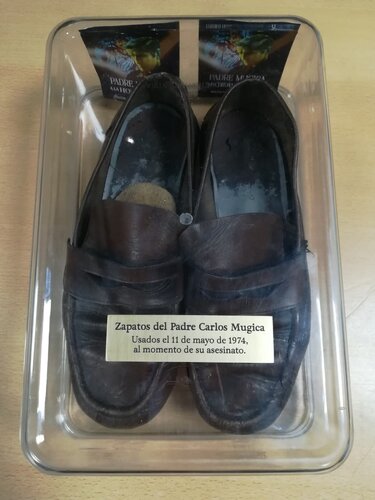 PADRE
PADRE MUGICA
Zapatos del Padre Carlos Mugica
Usados el 11 de mayo de 1974,
al momento de su asesinato.